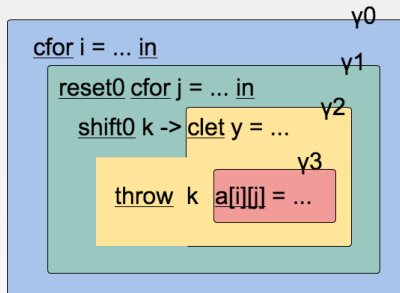 γ0
cfor i = ... in
γ1
reset0 cfor j = ... in
γ2
shift0 k -> clet y = ...
γ3
throw k a[i][j] = ...